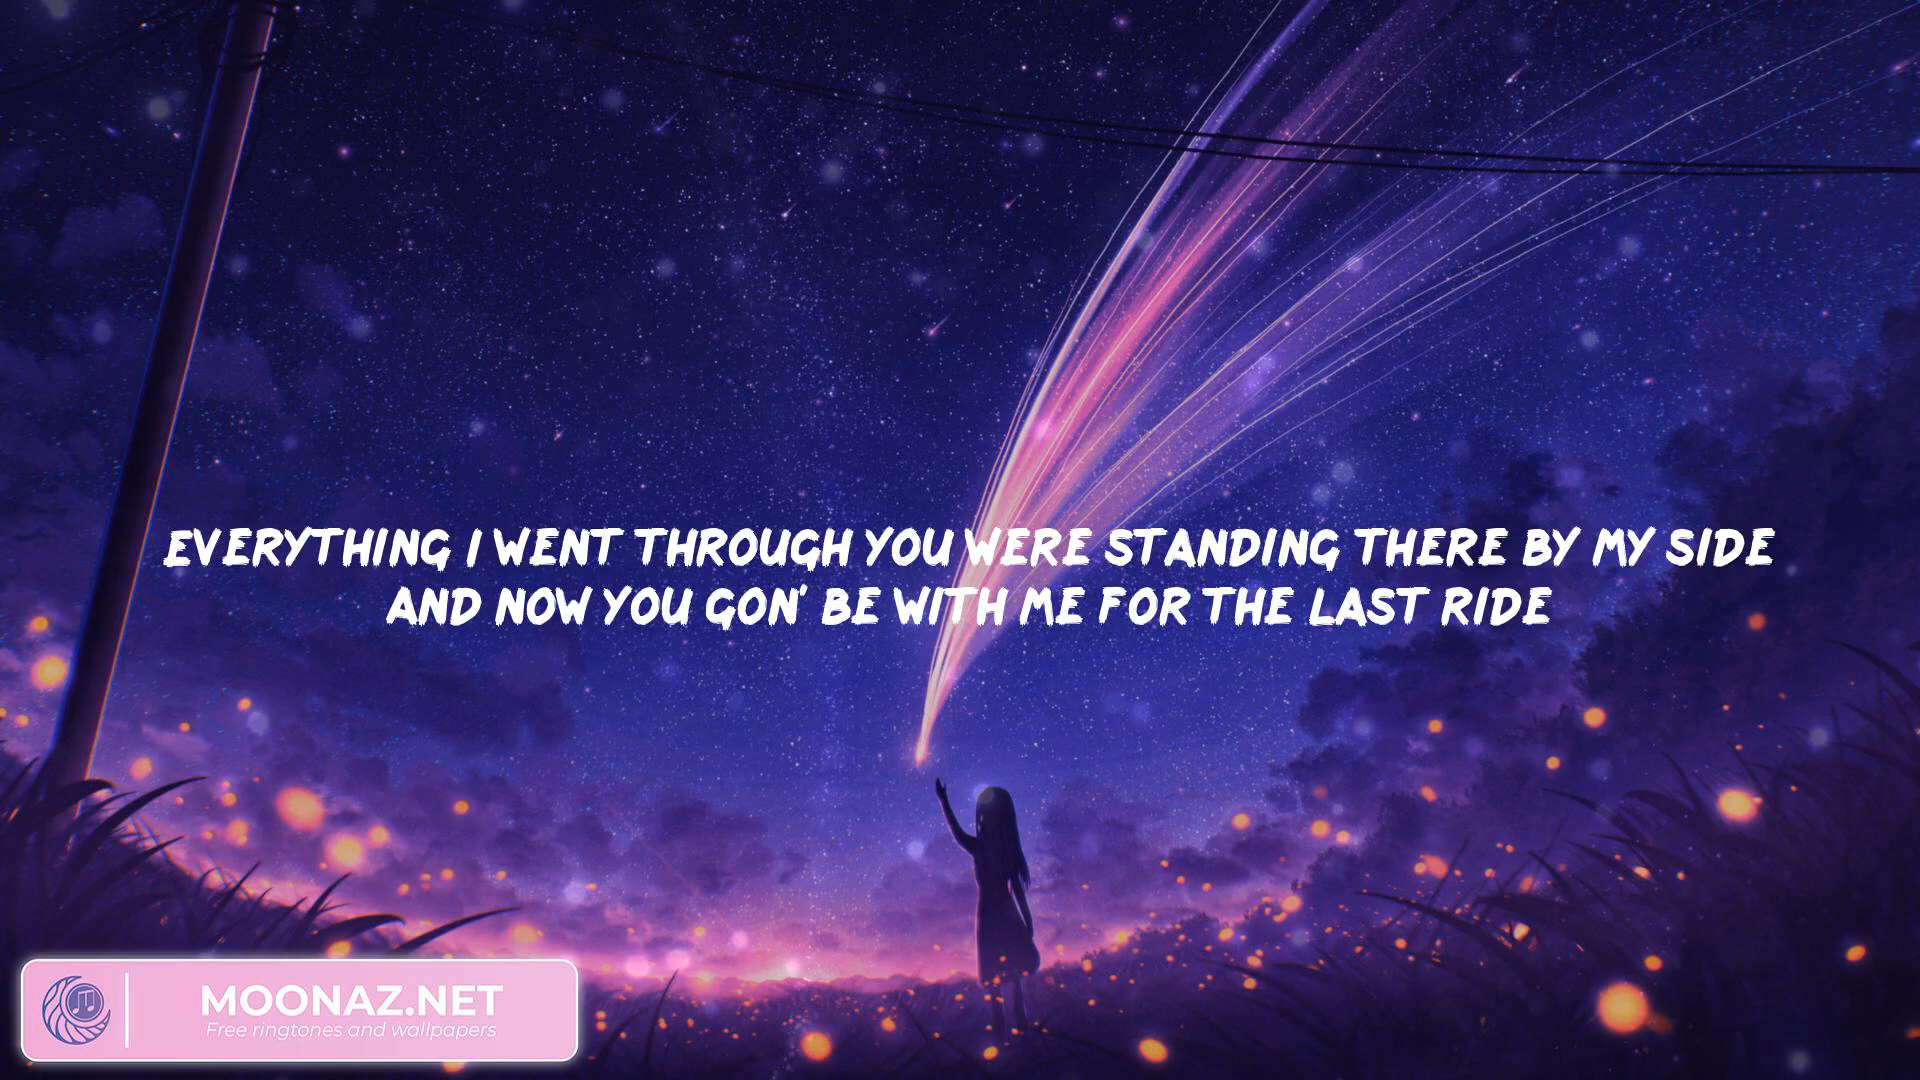 EVERYTHING I WENT THROUGH YOU WERE STANDING THERE BY MY SIDE
AND NOW YOU GON' BE WITH ME FOR THE LAST RIDE
MOONAZ.NET
Free ringtones and wallpapers